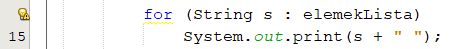 for (String s : elemekLista)
15 System.out.print(s + " ");